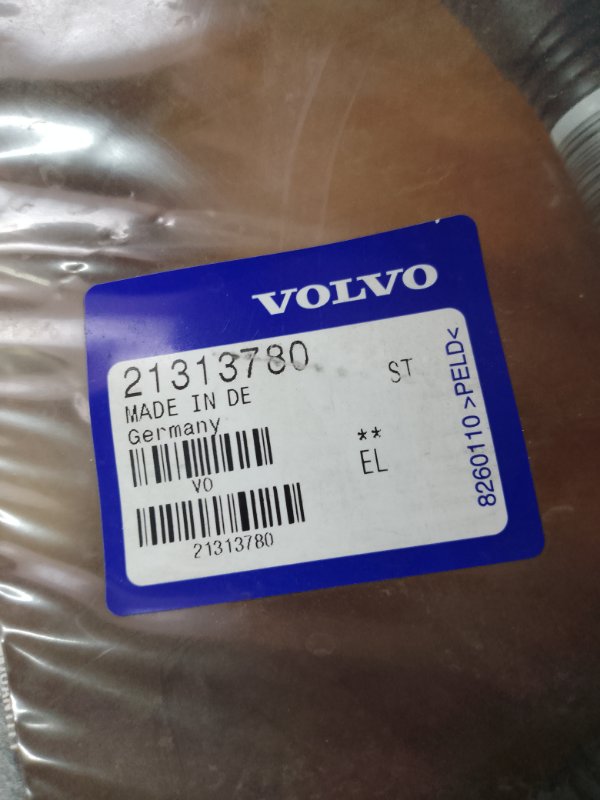 VOLVO
21313780
ST
MADE IN DE
Germany
**
VO
EL
21313780
8260110 >PELD<